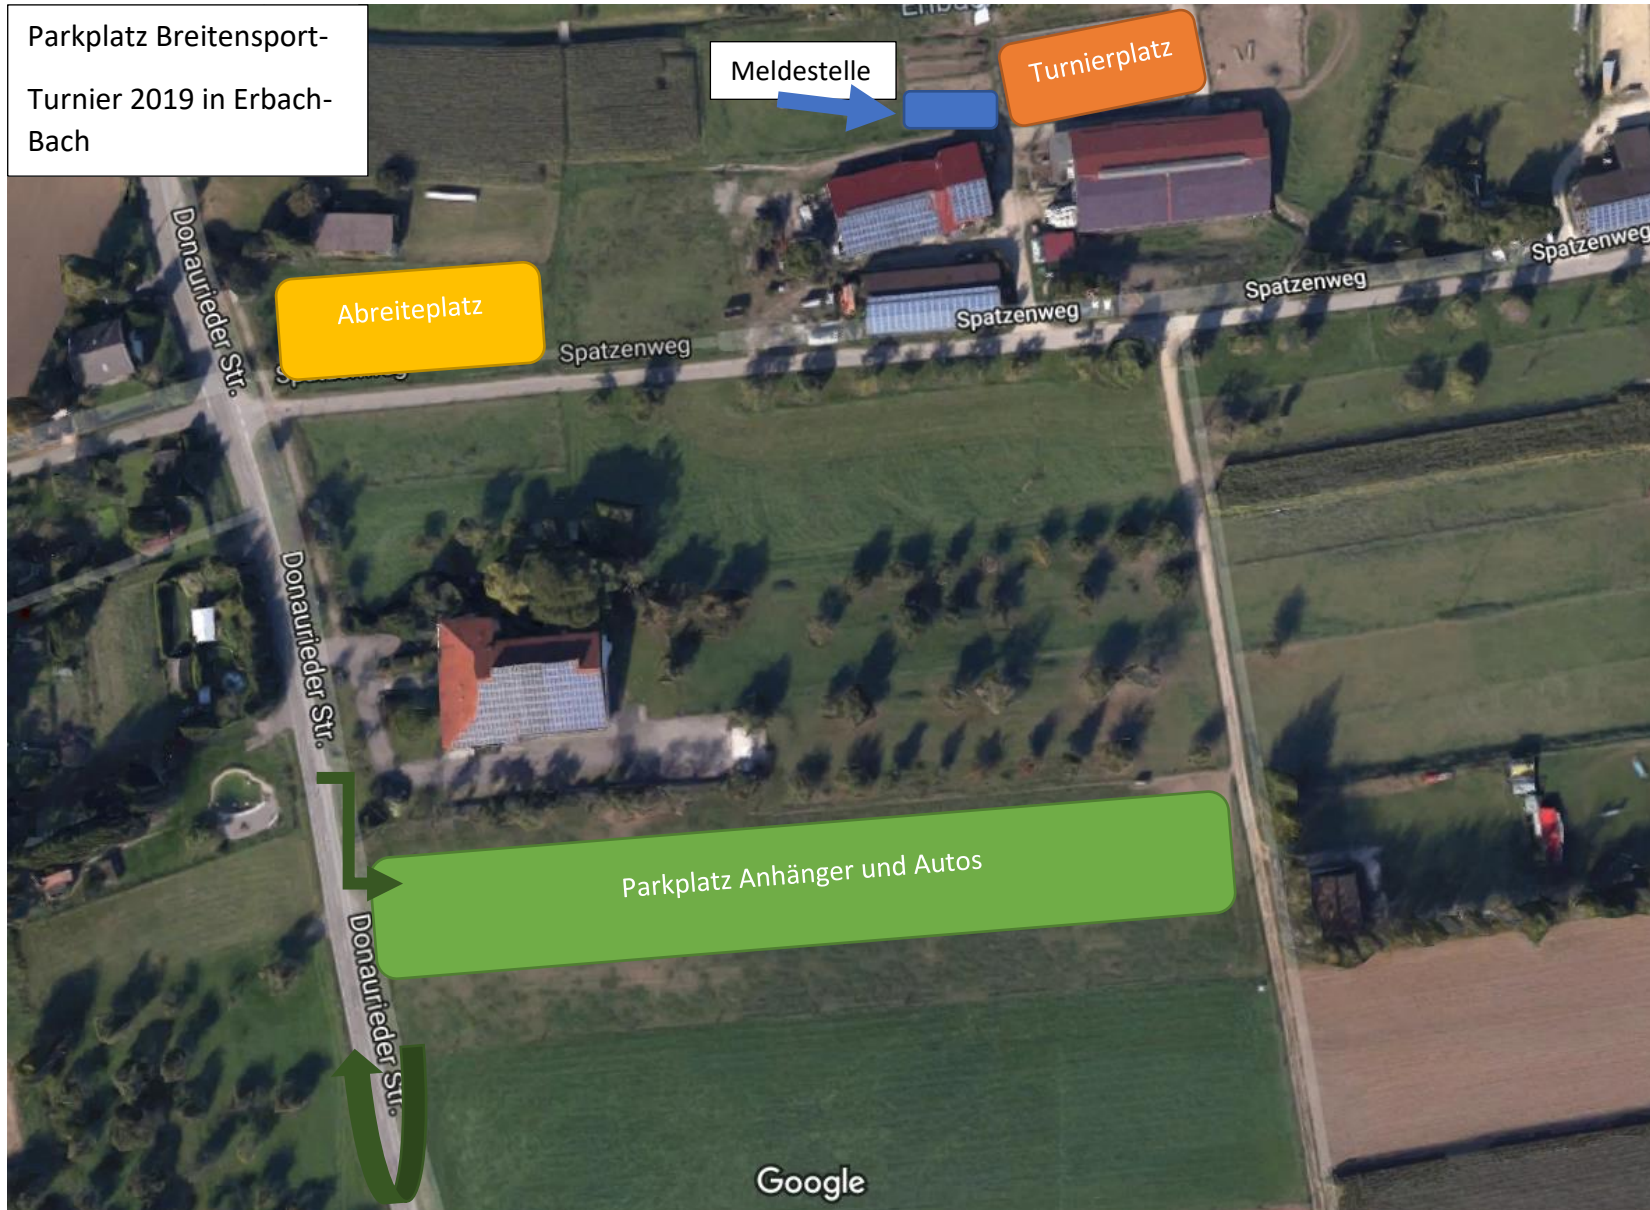 Parkplatz Breitensport-
Turnier 2019 in Erbach-
Bach
Meldestelle
Turnierplatz
Donaurieder Str.
Abreiteplatz
Spatzenweg
Spatzenweg
Spatzenweg
Spatzenweg
Spatzenweg
Donaurieder Str.
Parkplatz Anhänger und Autos
Donaurieder Str.
Google